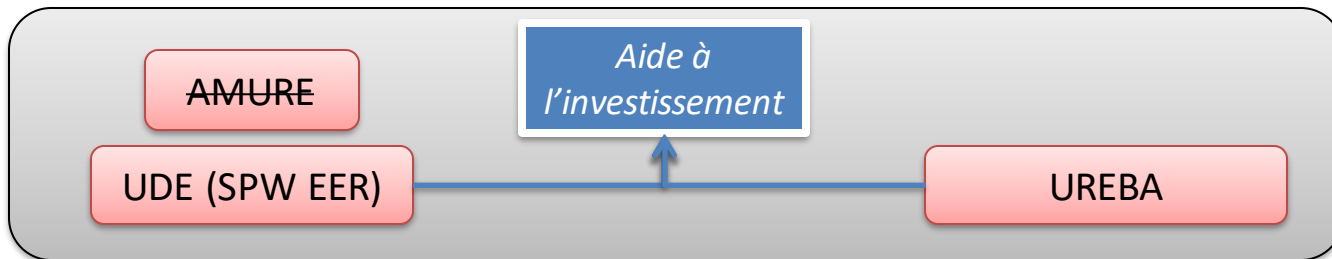 Aide à
l'investissement
AMURE
UDE (SPW EER)
UREBA